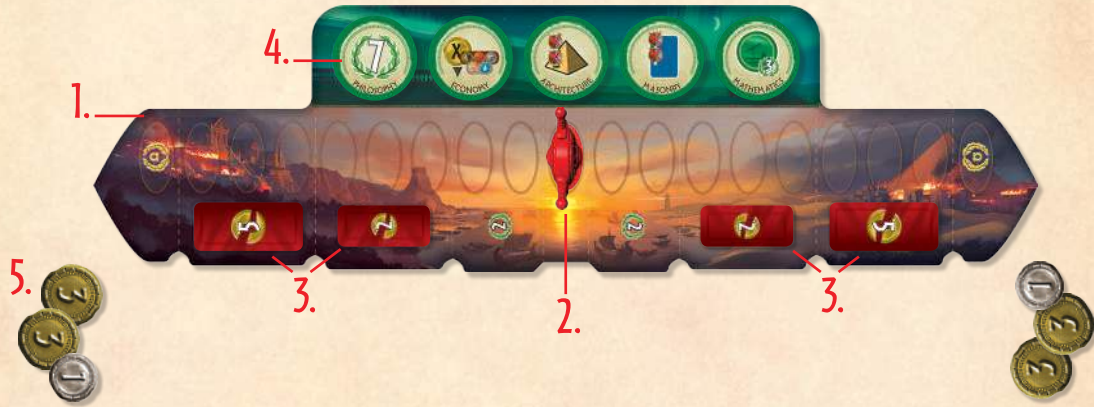 4. 7 X 3
PHILOSOPHY ECONOMY ARCHITECTURE MASONRY MATHEMATICS
1.
5 2 2 2 2 5
5. 3. 2. 3.
3 1
3 3
1 3